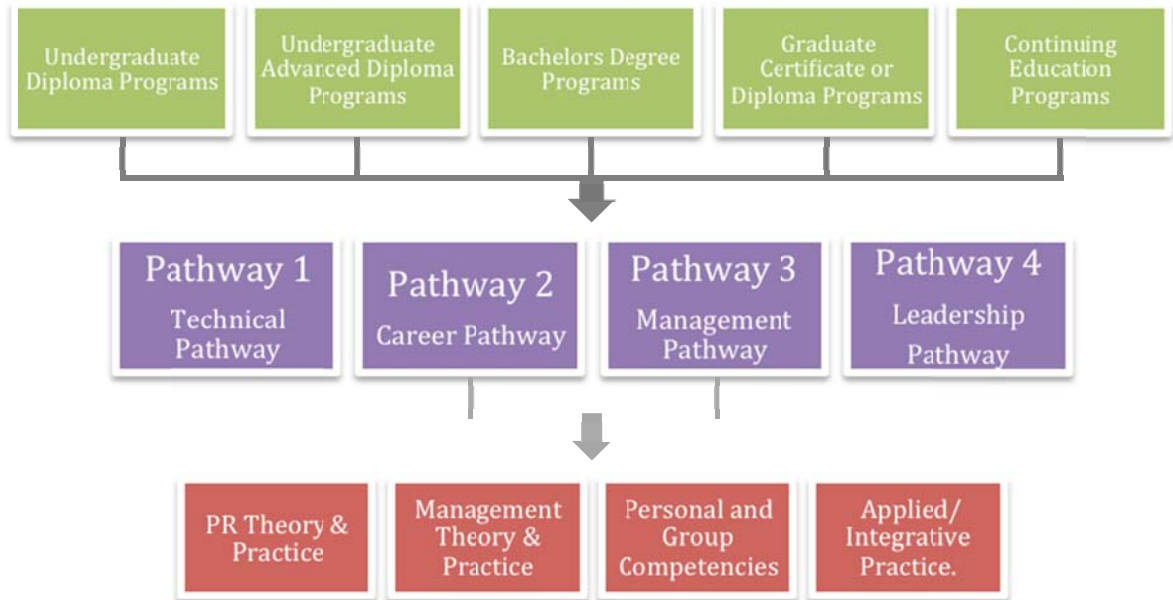 Undergraduate
Diploma Programs
Undergraduate
Advanced Diploma
Programs
Bachelors Degree
Programs
Graduate
Certificate or
Diploma Programs
Continuing
Education
Programs
Pathway 1
Technical
Pathway
Pathway 2
Career Pathway
Pathway 3
Management
Pathway
Pathway 4
Leadership
Pathway
PR Theory &
Practice
Management
Theory &
Practice
Personal and
Group
Competencies
Applied/
Integrative
Practice.